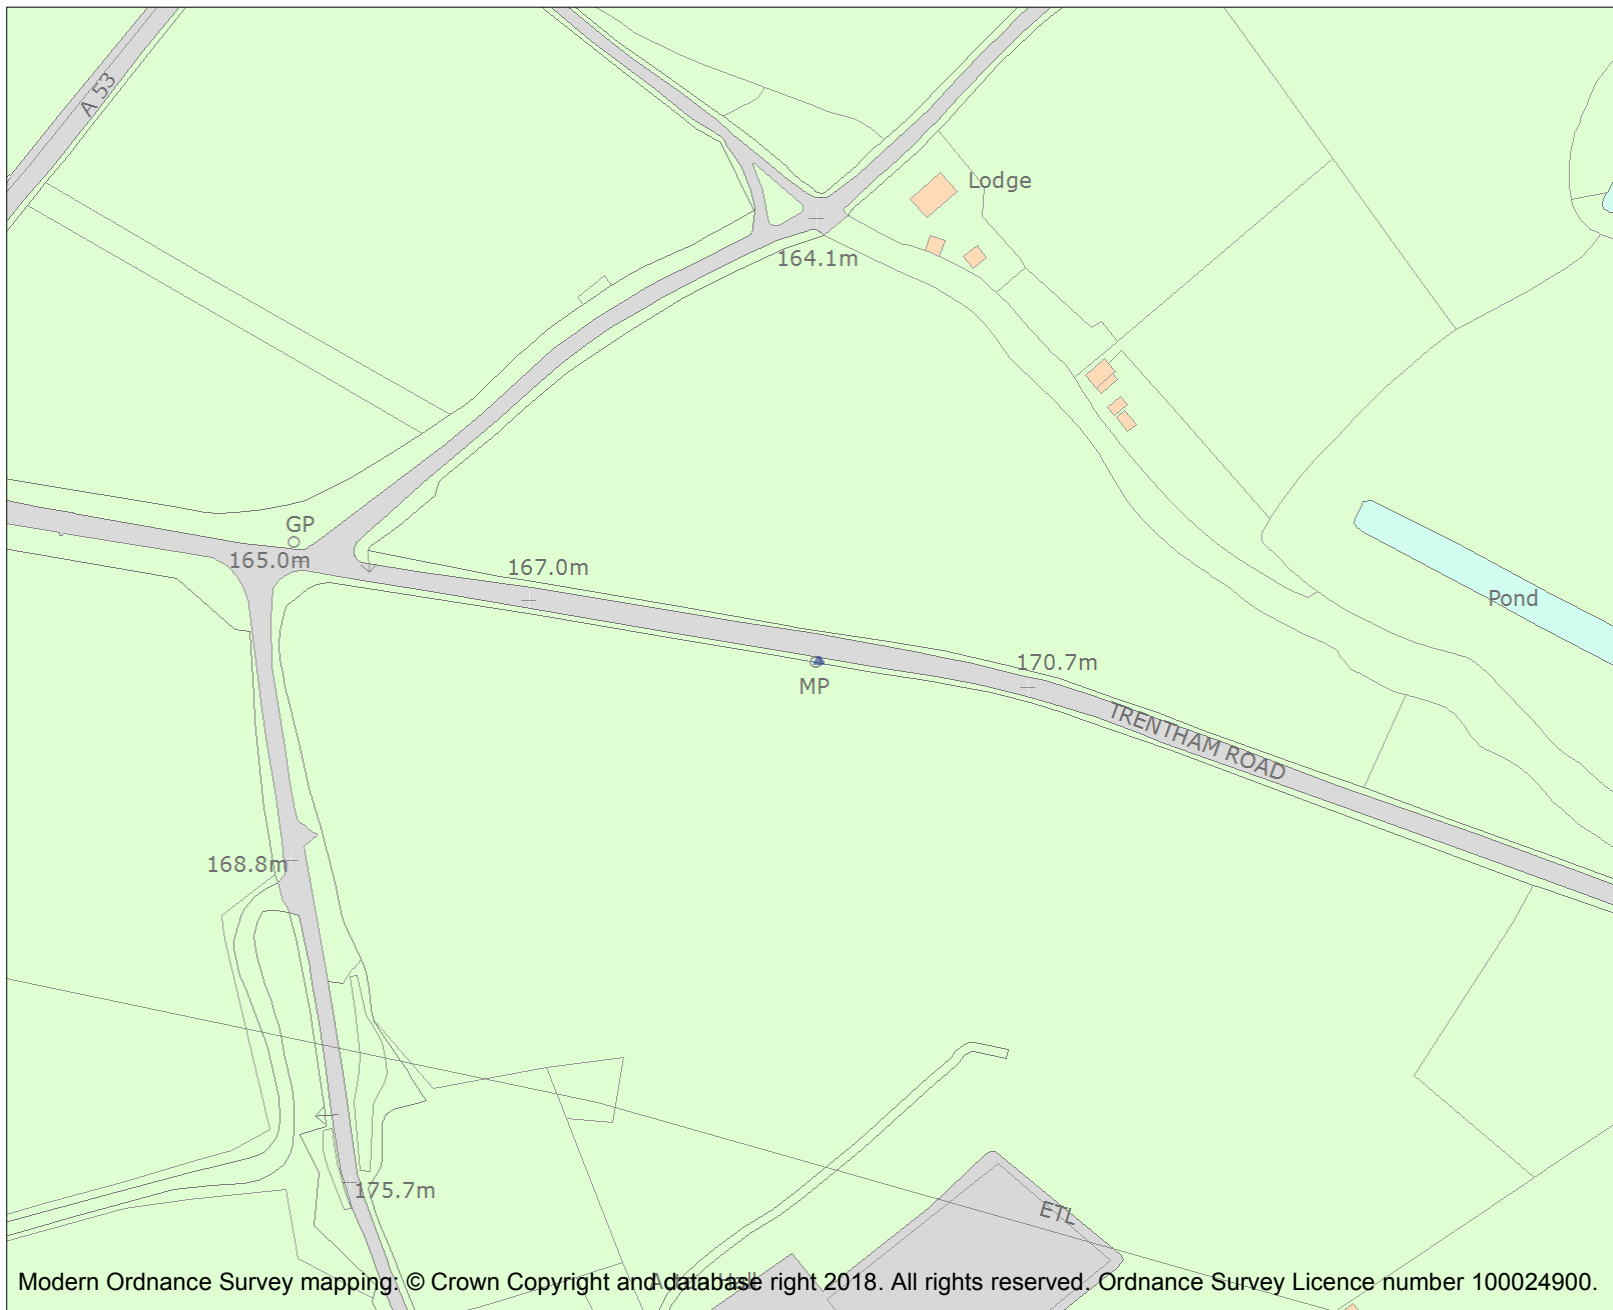 A 53
Lodge
164.1m
GP
165.0m
167.0m
Pond
170.7m
MP
TRENTHAM ROAD
168.8m
175.7m
ETL
Modern Ordnance Survey mapping: © Crown Copyright and database right 2018. All rights reserved. Ordnance Survey Licence number 100024900.